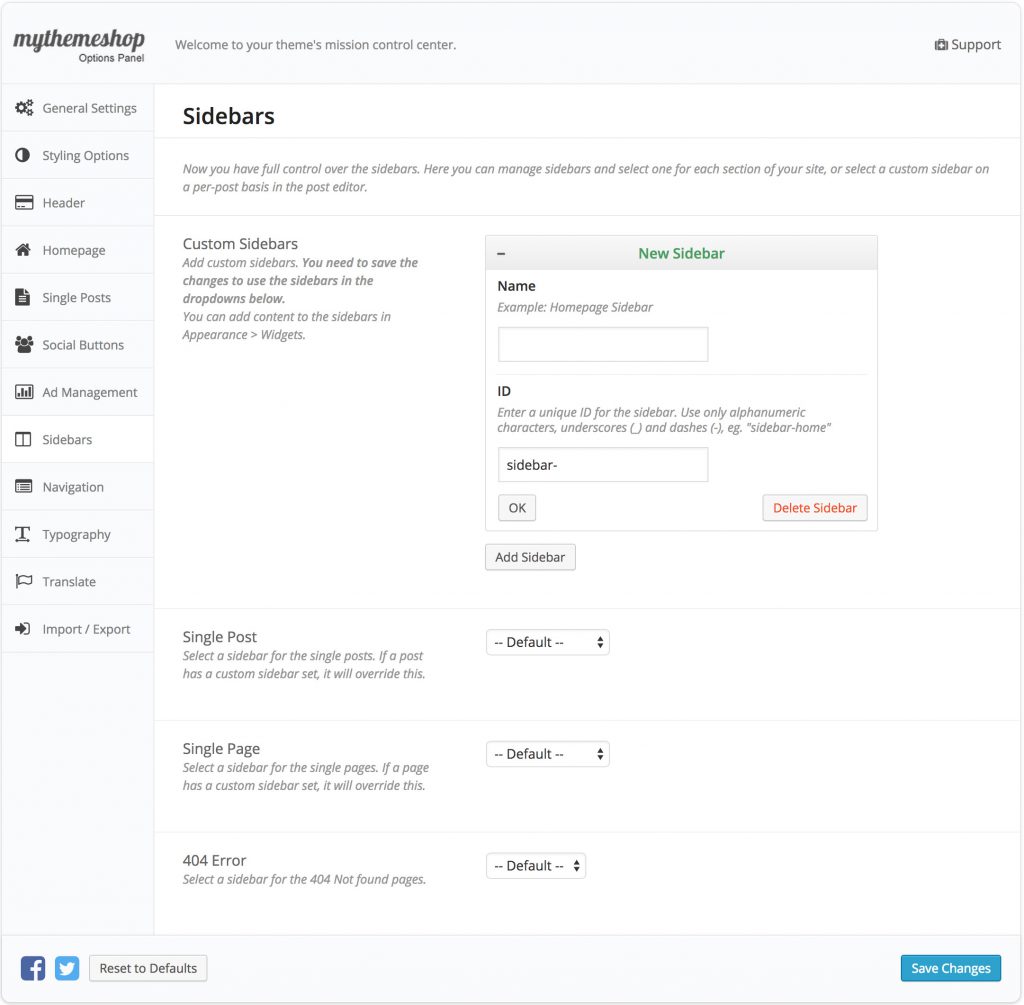 mythemeshop
Options Panel
Welcome to your theme's mission control center.
Support
General Settings
Styling Options
Header
Homepage
Single Posts
Social Buttons
Ad Management
Sidebars
Navigation
Typography
Translate
Import / Export
Sidebars
Now you have full control over the sidebars. Here you can manage sidebars and select one for each section of your site, or select a custom sidebar on
a per-post basis in the post editor.
Custom Sidebars
Add custom sidebars. You need to save the
changes to use the sidebars in the
dropdowns below.
You can add content to the sidebars in
Appearance > Widgets.
New Sidebar
Name
Example: Homepage Sidebar
ID
Enter a unique ID for the sidebar. Use only alphanumeric
characters, underscores (_) and dashes (-), eg. "sidebar-home"
sidebar-
OK
Delete Sidebar
Add Sidebar
Single Post
Select a sidebar for the single posts. If a post
has a custom sidebar set, it will override this.
-- Default --
Single Page
Select a sidebar for the single pages. If a page
has a custom sidebar set, it will override this.
-- Default --
404 Error
Select a sidebar for the 404 Not found pages.
-- Default --
Reset to Defaults
Save Changes